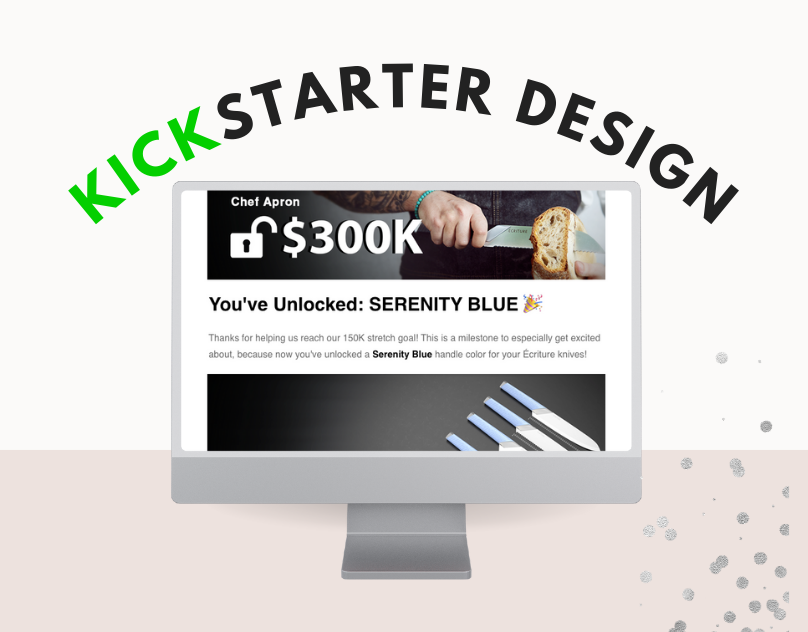 KICKSTARTER DESIGN
Chef Apron
$300K
ÉCRITURE
You've Unlocked: SERENITY BLUE 🎉
Thanks for helping us reach our 150K stretch goal! This is a milestone to especially get excited
about, because now you've unlocked a Serenity Blue handle color for your Écriture knives!